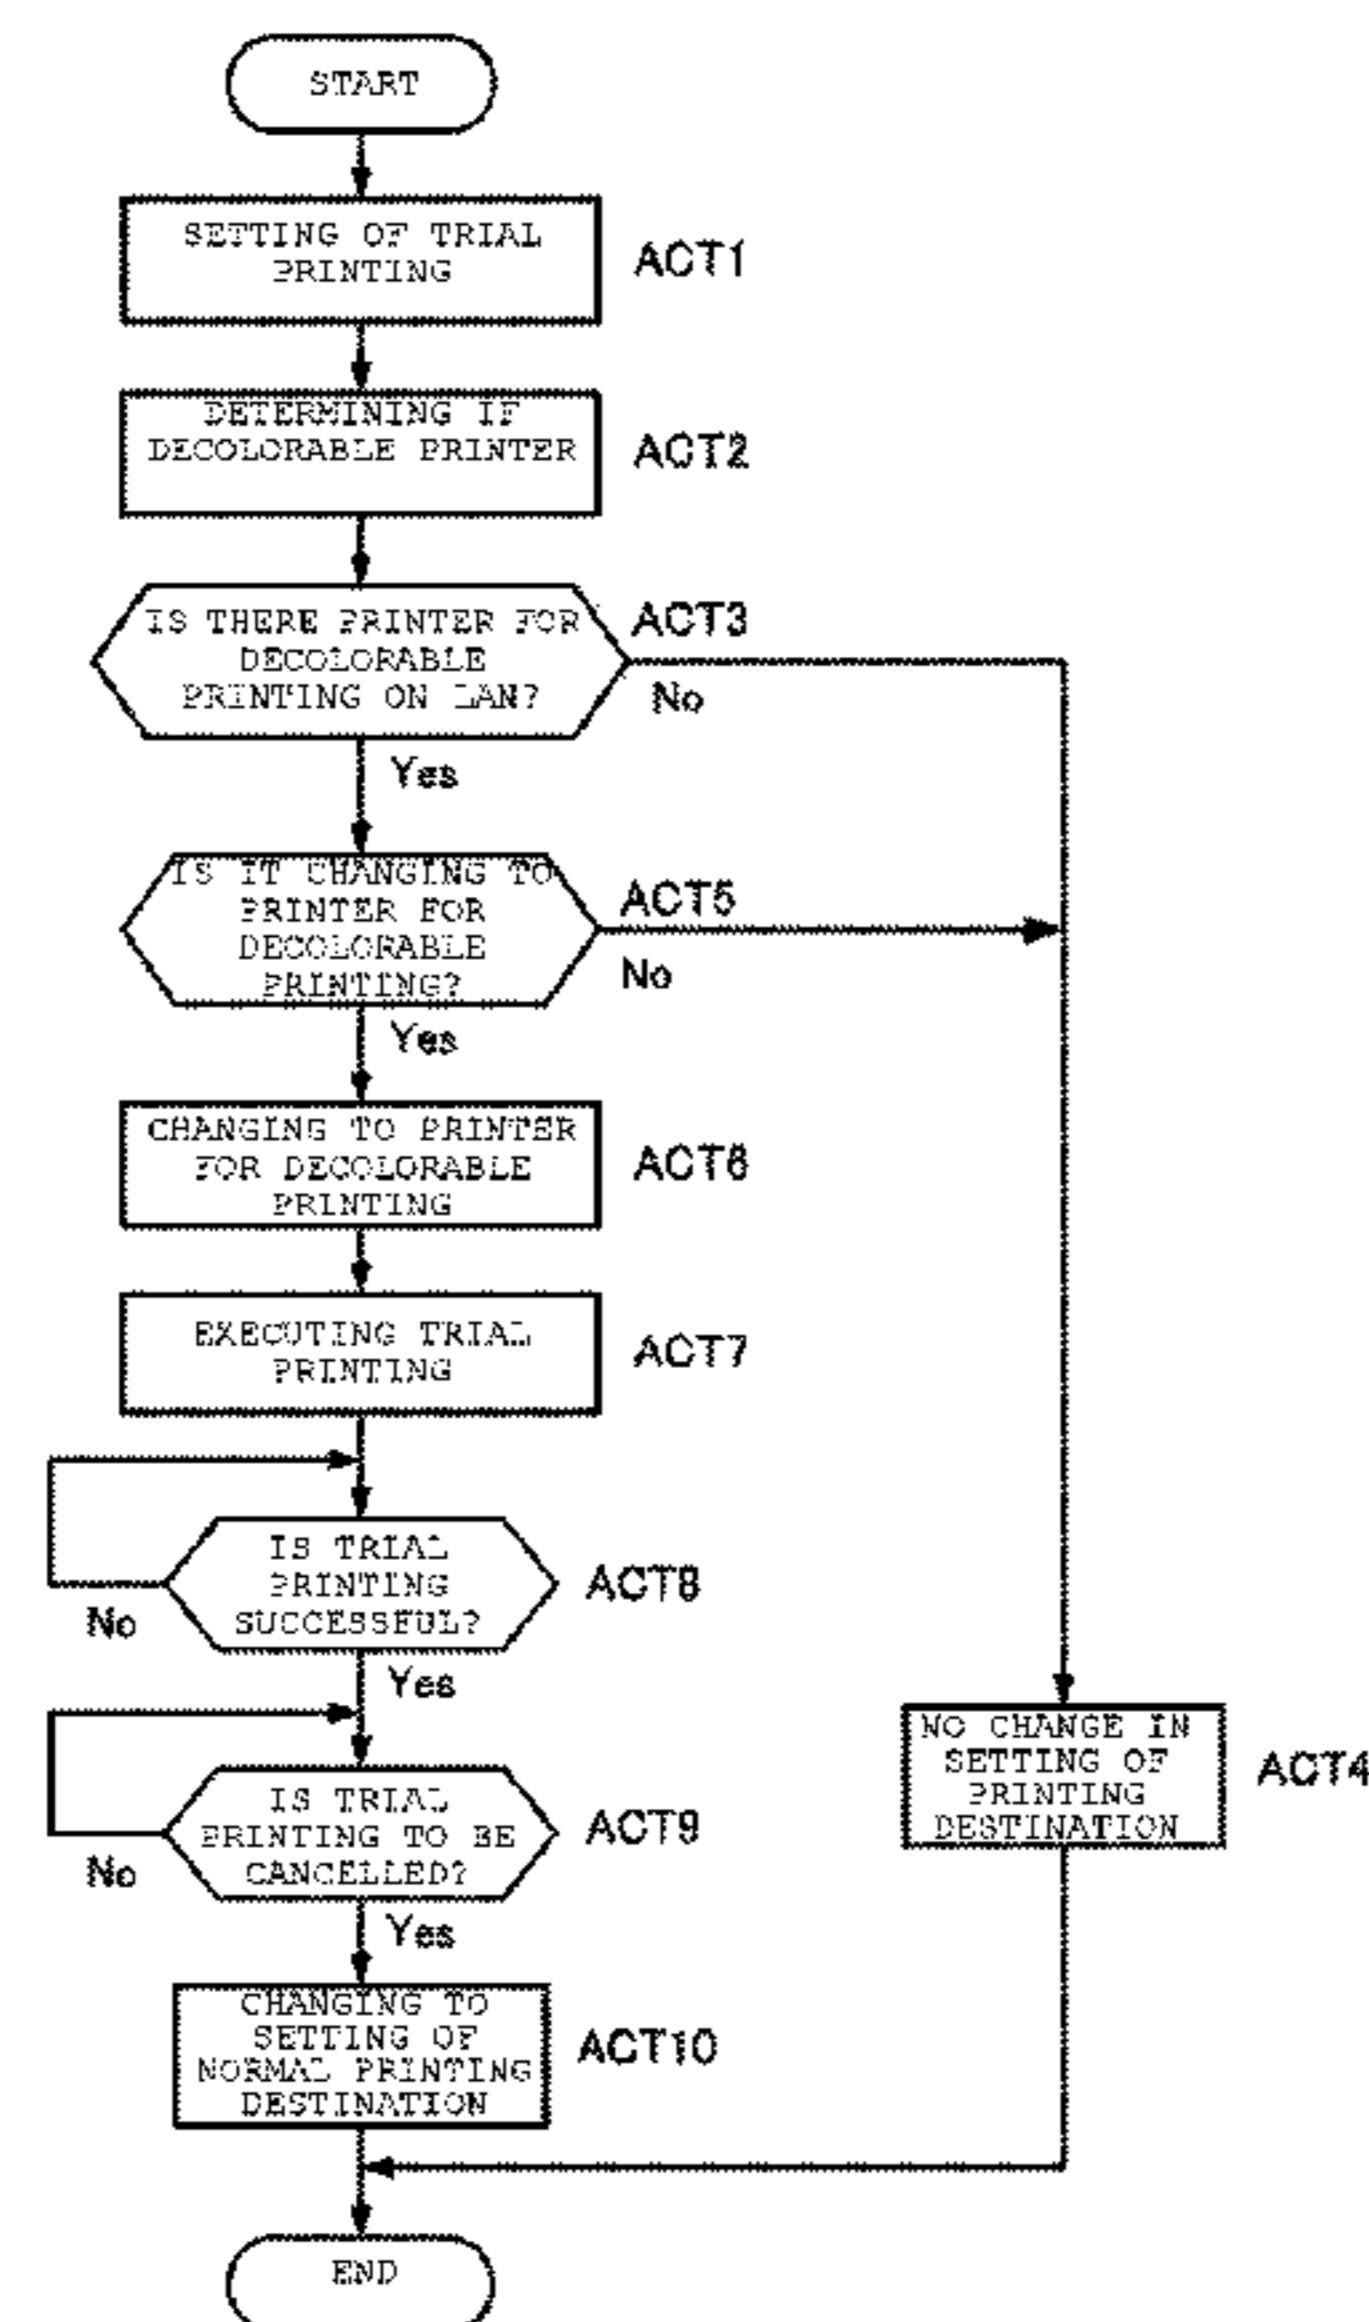 START
SETTING OF TRIAL
PRINTING
ACT1
DETERMINING IF
DECOLORABLE PRINTER
ACT2
IS THERE PRINTER FOR
DECOLORABLE
PRINTING ON LAN?
ACT3
No
Yes
IS IT CHANGING TO
PRINTER FOR
DECOLORABLE
PRINTING?
ACT5
No
Yes
CHANGING TO PRINTER
FOR DECOLORABLE
PRINTING
ACT6
EXECUTING TRIAL
PRINTING
ACT7
IS TRIAL
PRINTING
SUCCESSFUL?
ACT8
No
Yes
NO CHANGE IN
SETTING OF
PRINTING
DESTINATION
ACT4
IS TRIAL
PRINTING TO BE
CANCELLED?
ACT9
No
Yes
CHANGING TO
SETTING OF
NORMAL PRINTING
DESTINATION
ACT10
END